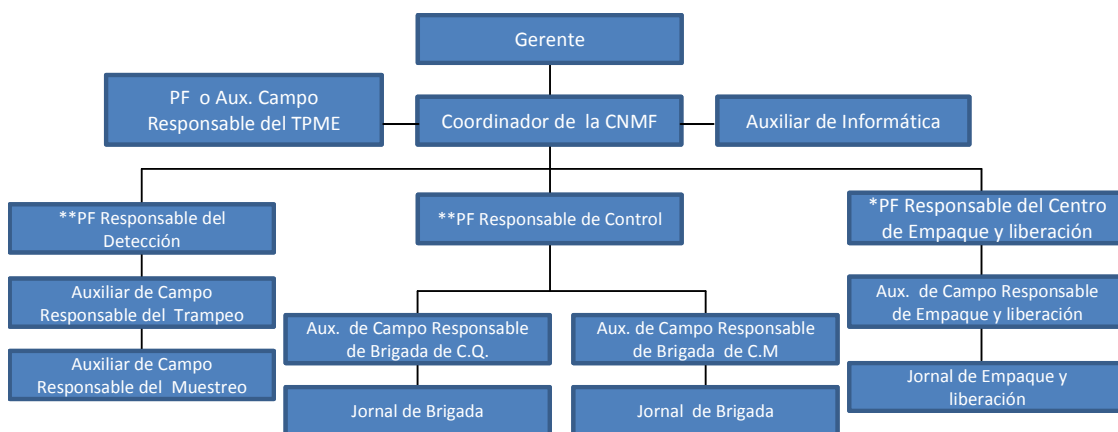 Gerente
PF o Aux. Campo
Responsable del TPME
Coordinador de la CNMF
Auxiliar de Informática
**PF Responsable del
Detección
**PF Responsable de Control
*PF Responsable del Centro
de Empaque y liberación
Auxiliar de Campo
Responsable del Trampeo
Aux. de Campo Responsable
de Brigada de C.Q.
Aux. de Campo Responsable
de Brigada de C.M
Aux. de Campo Responsable
de Empaque y liberación
Auxiliar de Campo
Responsable del Muestreo
Jornal de Brigada
Jornal de Brigada
Jornal de Empaque y
liberación